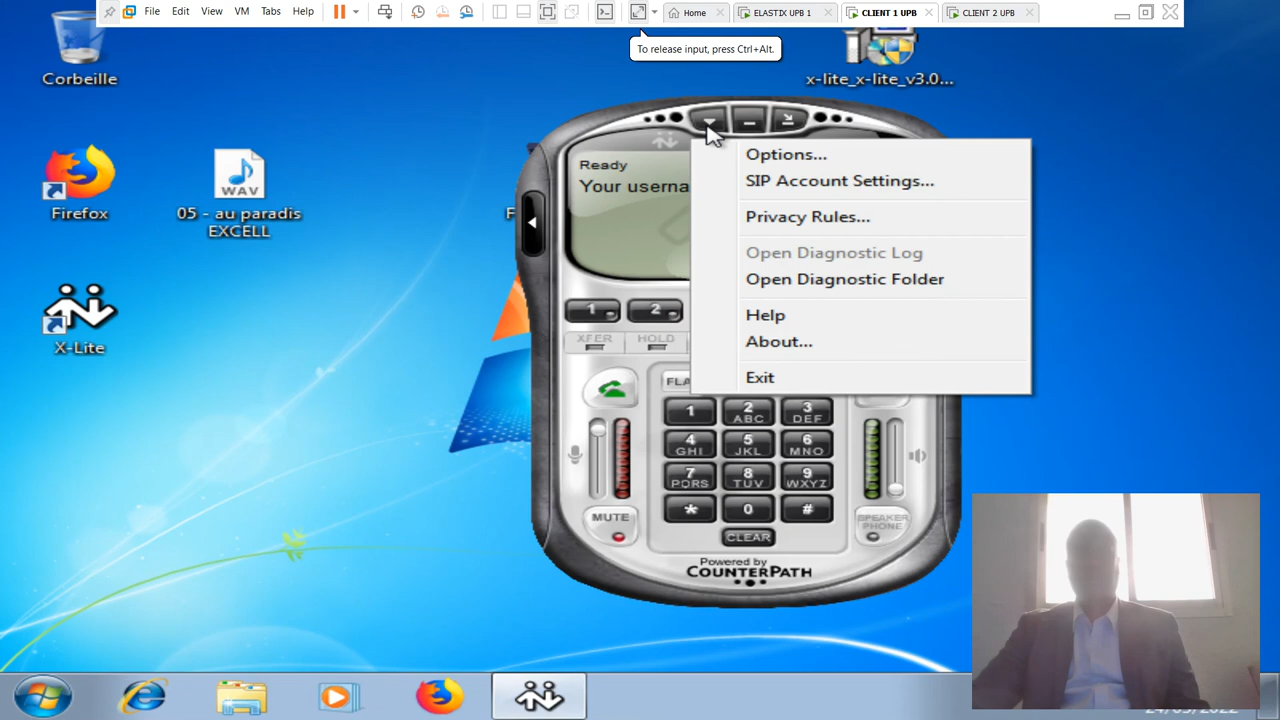 File Edit View VM Tabs Help
Home
ELASTIX UPB 1
CLIENT 1 UPB
CLIENT 2 UPB
To release input, press Ctrl+Alt.
Corbeille
x-lite_x-lite_v3.0...
Firefox
05 - au paradis
EXCELL
X-Lite
Ready
Your userna
Options...
SIP Account Settings...
Privacy Rules...
Open Diagnostic Log
Open Diagnostic Folder
Help
About...
Exit
1 2
XFER HOLD
FLA
1 2 ABC 3 DEF
4 GHI 5 JKL 6 MNO
7 PQRS 8 TUV 9 WXYZ
* 0 #
MUTE
SPEAKER
PHONE
CLEAR
Powered by
COUNTERPATH